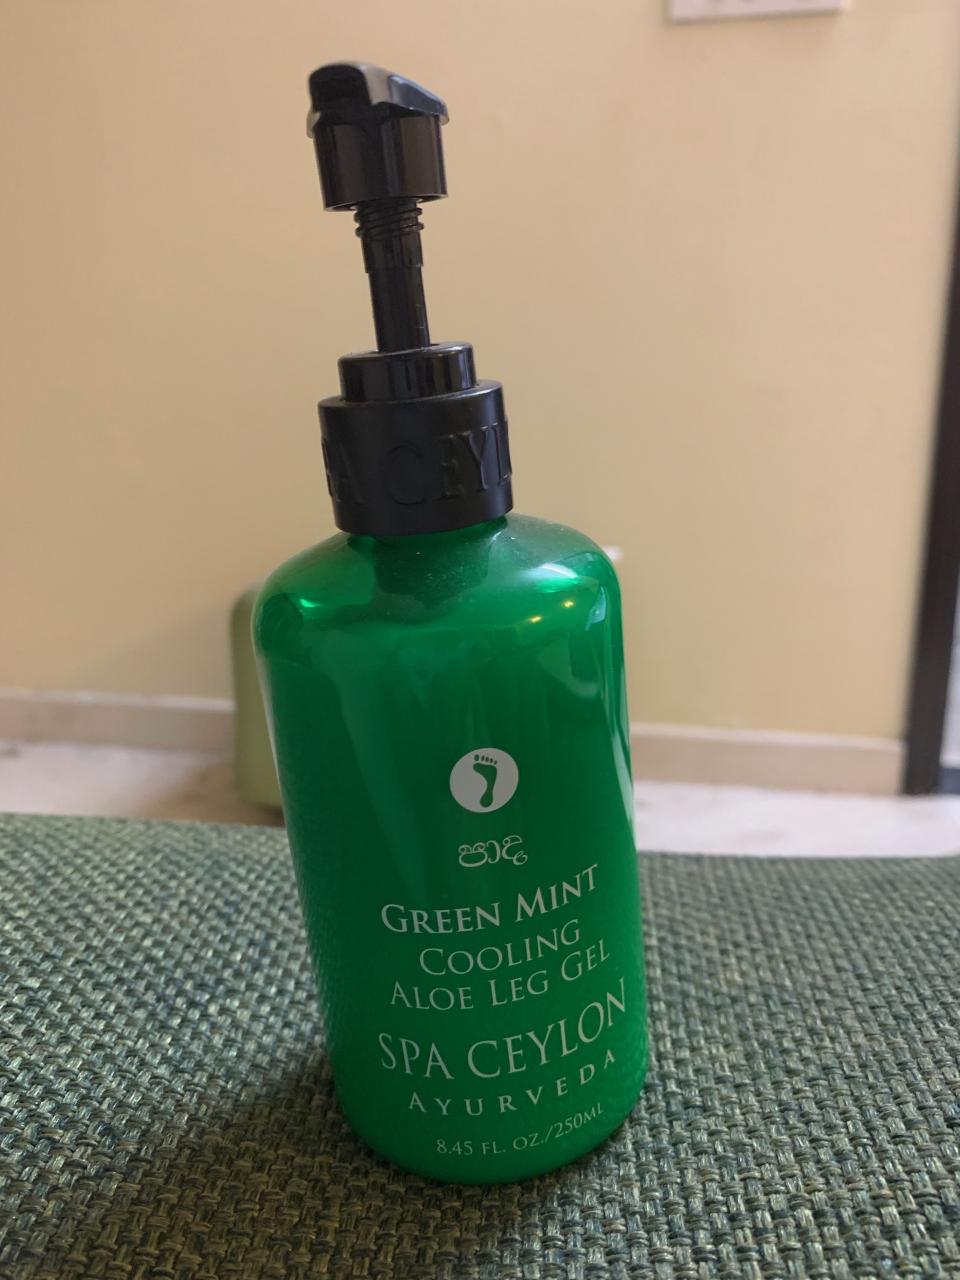 පාද
GREEN MINT
COOLING
ALOE LEG GEL
SPA CEYLON
AYURVEDA
8.45 FL. OZ./250ML